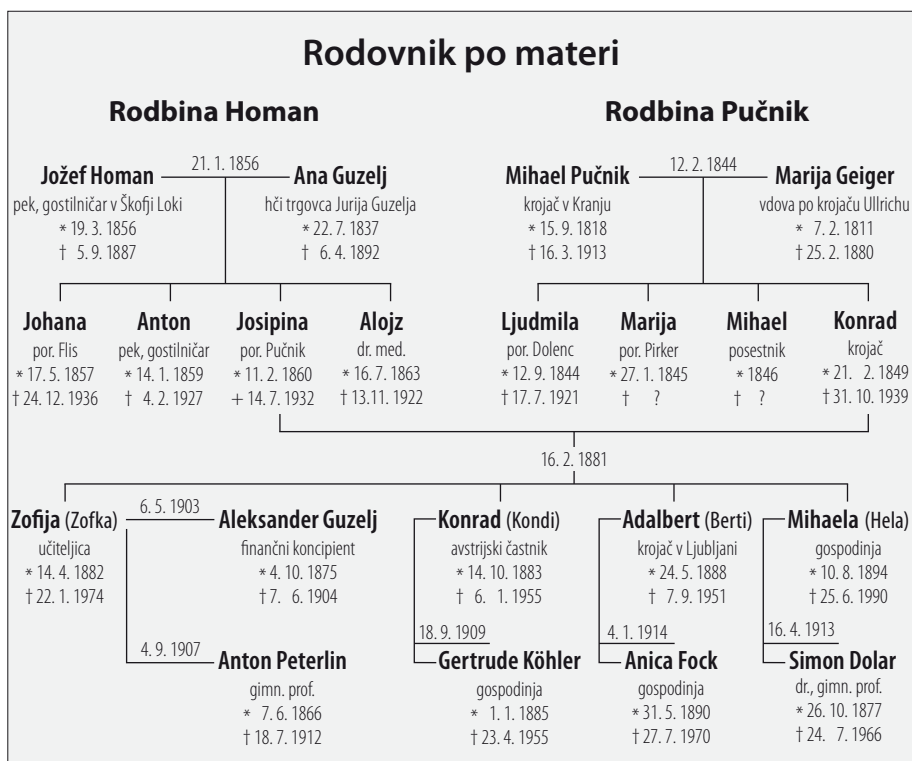 Rodovnik po materi
Rodbina Homan
Rodbina Pučnik
21. 1. 1856
Jožef Homan
pek, gostilničar v Škofji Loki
* 19. 3. 1856
† 5. 9. 1887
Ana Guzelj
hči trgovca Jurija Guzelja
* 22. 7. 1837
† 6. 4. 1892
12. 2. 1844
Mihael Pučnik
krojač v Kranju
* 15. 9. 1818
† 16. 3. 1913
Marija Geiger
vdova po krojaču Ullrichu
* 7. 2. 1811
† 25. 2. 1880
Johana
por. Flis
* 17. 5. 1857
† 24. 12. 1936
Anton
pek, gostilničar
* 14. 1. 1859
† 4. 2. 1927
Josipina
por. Pučnik
* 11. 2. 1860
+ 14. 7. 1932
Alojz
dr. med.
* 16. 7. 1863
† 13.11. 1922
Ljudmila
por. Dolenc
* 12. 9. 1844
† 17. 7. 1921
Marija
por. Pirker
* 27. 1. 1845
† ?
Mihael
posestnik
* 1846
† ?
Konrad
krojač
* 21. 2. 1849
† 31. 10. 1939
16. 2. 1881
Zofija (Zofka)
učiteljica
* 14. 4. 1882
† 22. 1. 1974
6. 5. 1903
Aleksander Guzelj
finančni koncipient
* 4. 10. 1875
† 7. 6. 1904
4. 9. 1907
Anton Peterlin
gimn. prof.
* 7. 6. 1866
† 18. 7. 1912
Konrad (Kondi)
avstrijski častnik
* 14. 10. 1883
† 6. 1. 1955
18. 9. 1909
Gertrude Köhler
gospodinja
* 1. 1. 1885
† 23. 4. 1955
Adalbert (Berti)
krojač v Ljubljani
* 24. 5. 1888
† 7. 9. 1951
4. 1. 1914
Anica Fock
gospodinja
* 31. 5. 1890
† 27. 7. 1970
Mihaela (Hela)
gospodinja
* 10. 8. 1894
† 25. 6. 1990
16. 4. 1913
Simon Dolar
dr., gimn. prof.
* 26. 10. 1877
† 24. 7. 1966